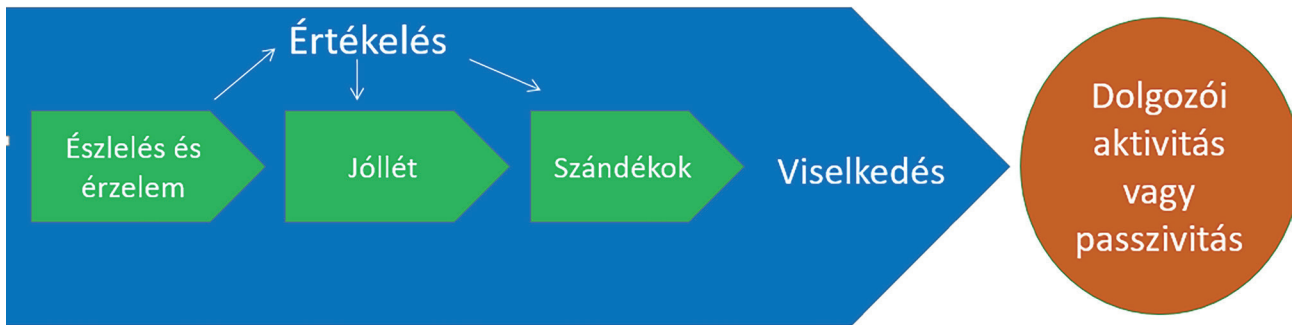 Értékelés
Észlelés és
érzelem
Jóllét
Szándékok
Viselkedés
Dolgozói
aktivitás
vagy
passzivitás